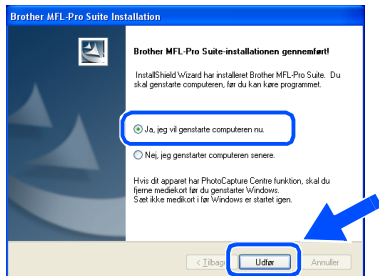 Brother MFL-Pro Suite Installation
Brother MFL-Pro Suite-installationen gennemført!
InstallShield Wizard har installeret Brother MFL-Pro Suite. Du
skal genstarte computeren, før du kan køre programmet.
Ja, jeg vil genstarte computeren nu.
Nej, jeg genstarter computeren senere.
Hvis dit apparat har PhotoCapture Centre funktion, skal du
fjerne mediekort før du genstarter Windows.
Sæt ikke medikort i før Windows er startet igen.
< Tilbage
Udfør
Annuller